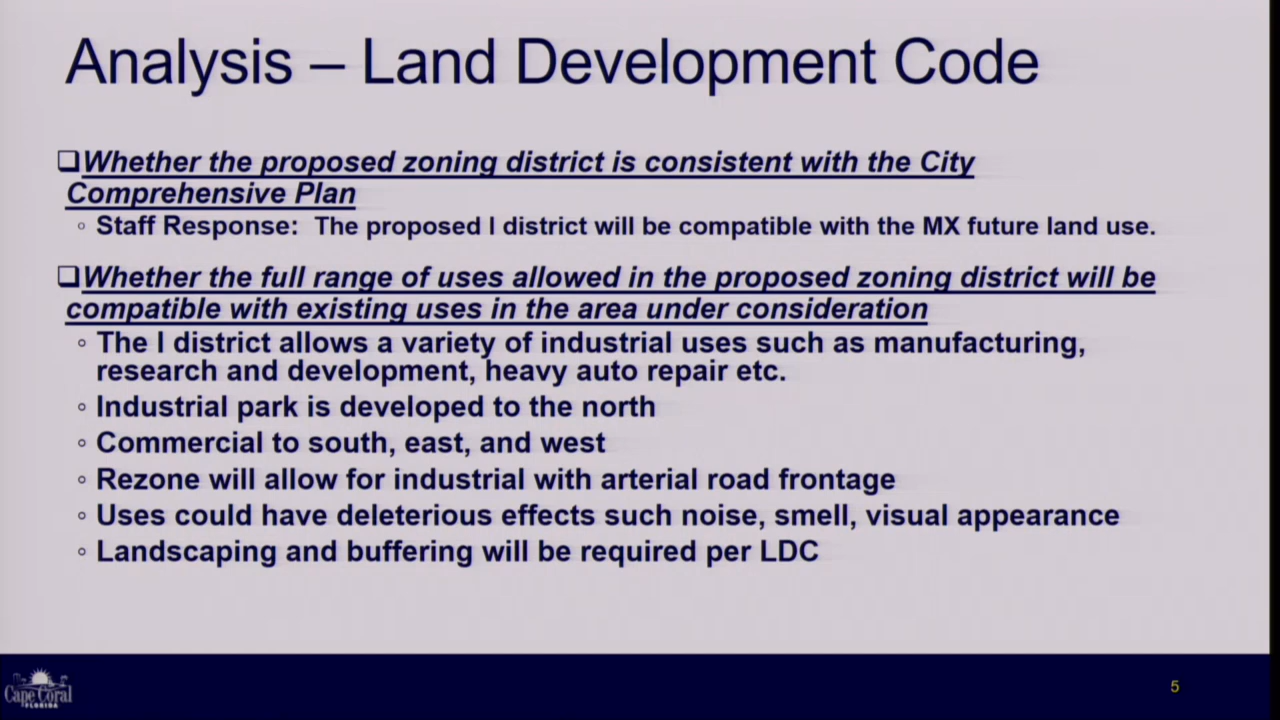 Analysis – Land Development Code
❑Whether the proposed zoning district is consistent with the City
Comprehensive Plan
◦ Staff Response: The proposed I district will be compatible with the MX future land use.
❑Whether the full range of uses allowed in the proposed zoning district will be
compatible with existing uses in the area under consideration
◦ The I district allows a variety of industrial uses such as manufacturing,
research and development, heavy auto repair etc.
◦ Industrial park is developed to the north
◦ Commercial to south, east, and west
◦ Rezone will allow for industrial with arterial road frontage
◦ Uses could have deleterious effects such noise, smell, visual appearance
◦ Landscaping and buffering will be required per LDC
Cape Coral
FLORIDA
5